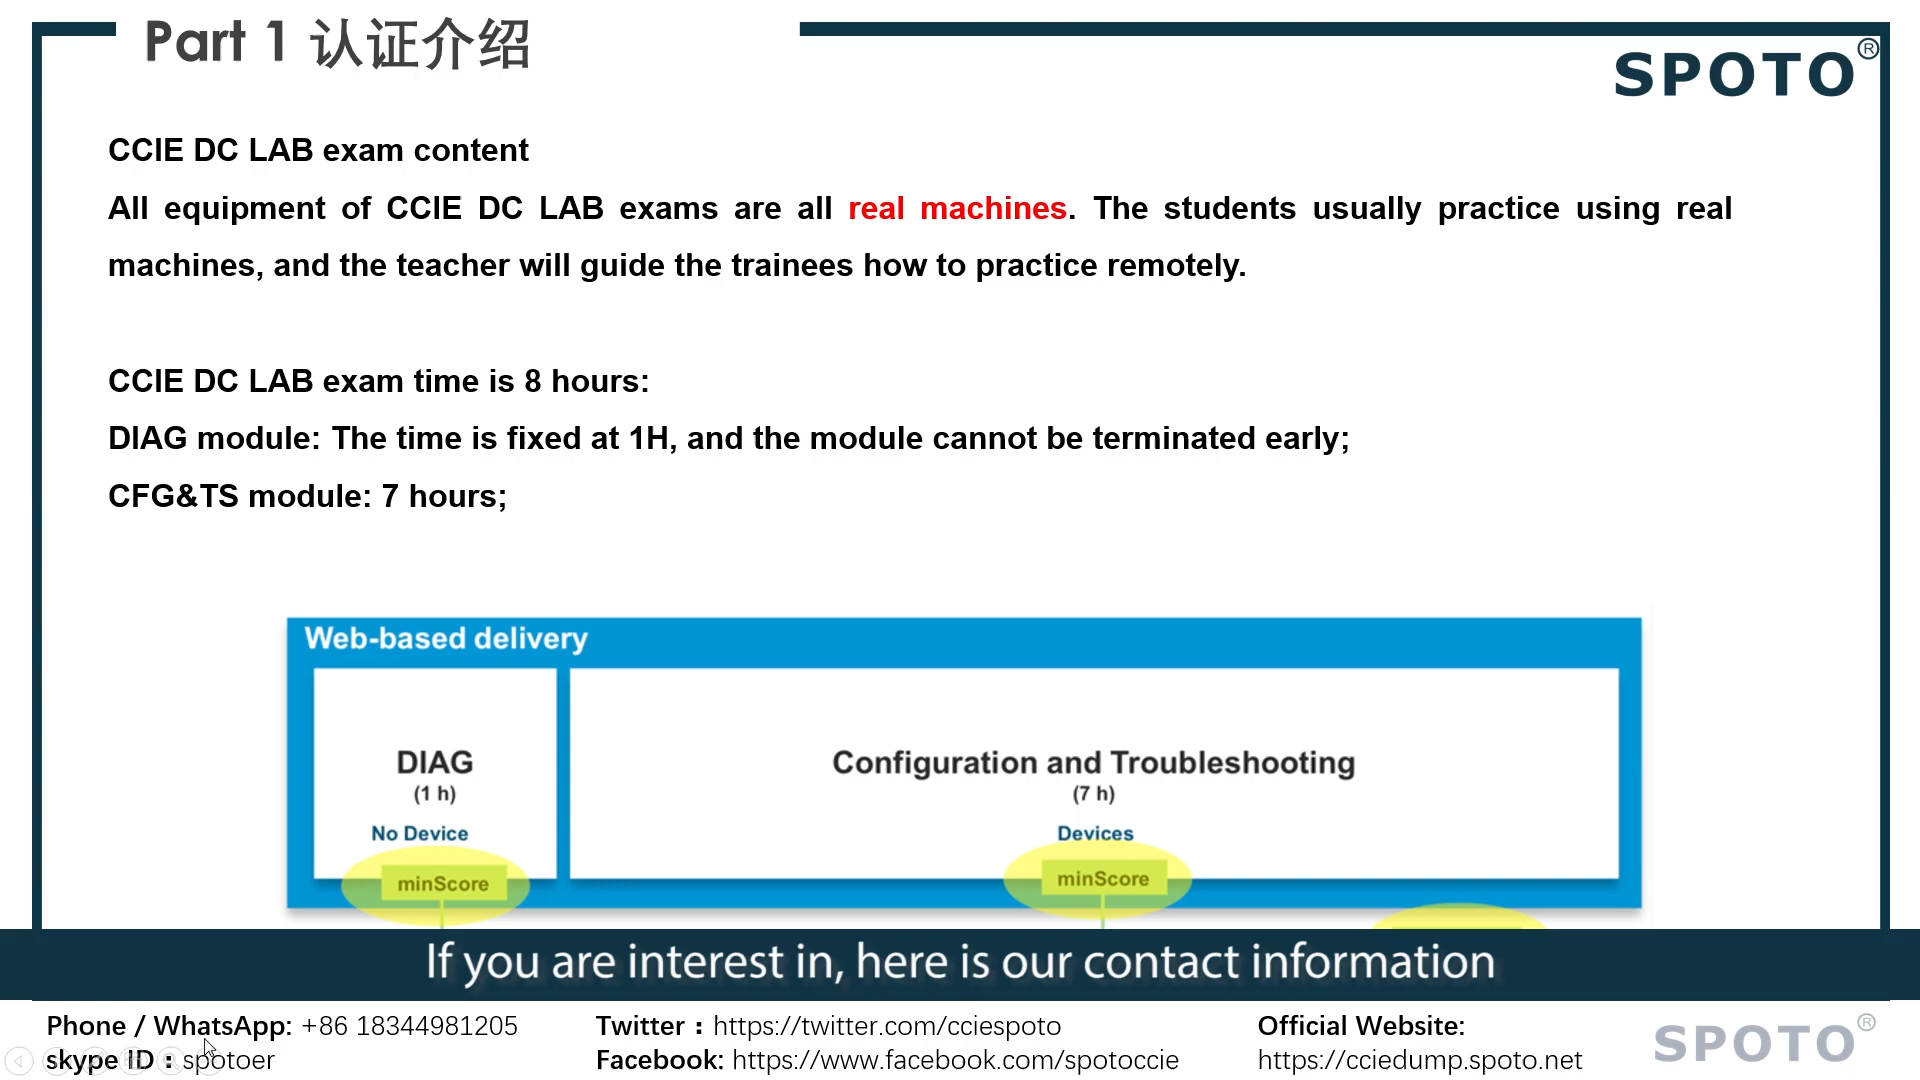 Part 1 认证介绍
SPOTO®
CCIE DC LAB exam content
All equipment of CCIE DC LAB exams are all real machines. The students usually practice using real
machines, and the teacher will guide the trainees how to practice remotely.
CCIE DC LAB exam time is 8 hours:
DIAG module: The time is fixed at 1H, and the module cannot be terminated early;
CFG&TS module: 7 hours;
Web-based delivery
DIAG
(1 h)
No Device
minScore
Configuration and Troubleshooting
(7 h)
Devices
minScore
If you are interest in, here is our contact information
Phone / WhatsApp: +86 18344981205
skype ID：spotoer
Twitter：https://twitter.com/cciespoto
Facebook: https://www.facebook.com/spotoccie
Official Website:
https://cciedump.spoto.net
SPOTO®